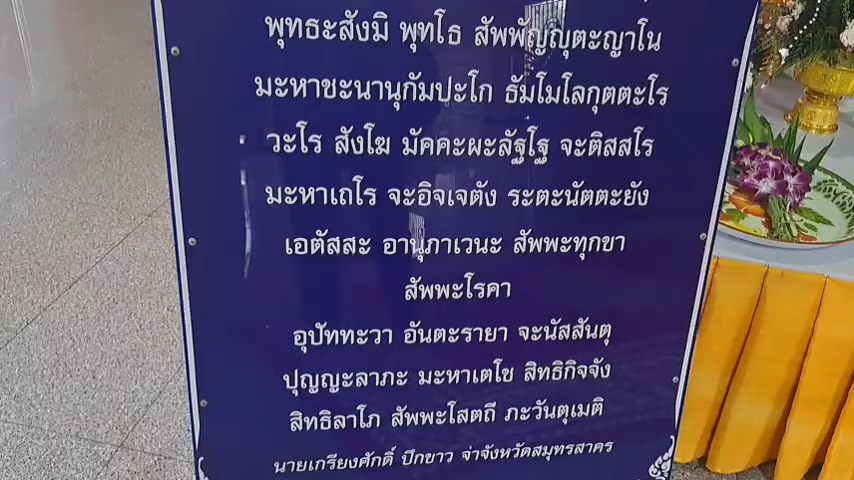 พุทธะสังมิ พุทโธ สัพพัญญุตะญาโน
มะหาชะนานุกัมปะโก ธัมโมโลกุตตะโร
วะโร สังโฆ มัคคะผะลัฐโฐ จะติสสโร
มะหาเถโร จะอิจเจตัง ระตะนัตตะยัง
เอตัสสะ อานุภาเวนะ สัพพะทุกขา
สัพพะโรคา
อุปัททะวา อันตะรายา จะนัสสันตุ
ปุญญะลาภะ มะหาเตโช สิทธิกิจจัง
สิทธิลาโภ สัพพะโสตถี ภะวันตุเมติ
นายเกรียงศักดิ์ ปีกขาว จ่าจังหวัดสมุทรสาคร